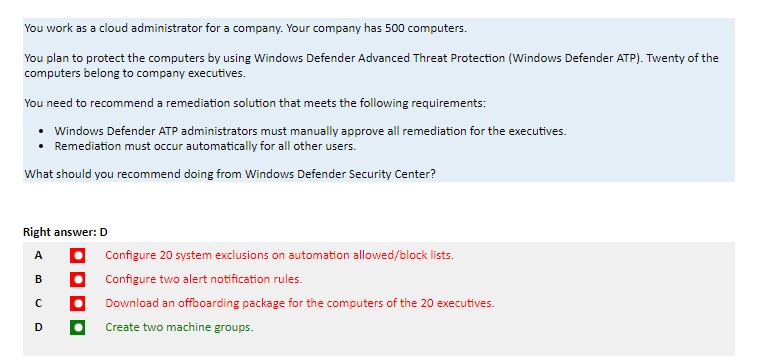 You work as a cloud administrator for a company. Your company has 500 computers.
You plan to protect the computers by using Windows Defender Advanced Threat Protection (Windows Defender ATP). Twenty of the
computers belong to company executives.
You need to recommend a remediation solution that meets the following requirements:
• Windows Defender ATP administrators must manually approve all remediation for the executives.
• Remediation must occur automatically for all other users.
What should you recommend doing from Windows Defender Security Center?
Right answer: D
A Configure 20 system exclusions on automation allowed/block lists.
B Configure two alert notification rules.
C Download an offboarding package for the computers of the 20 executives.
D Create two machine groups.